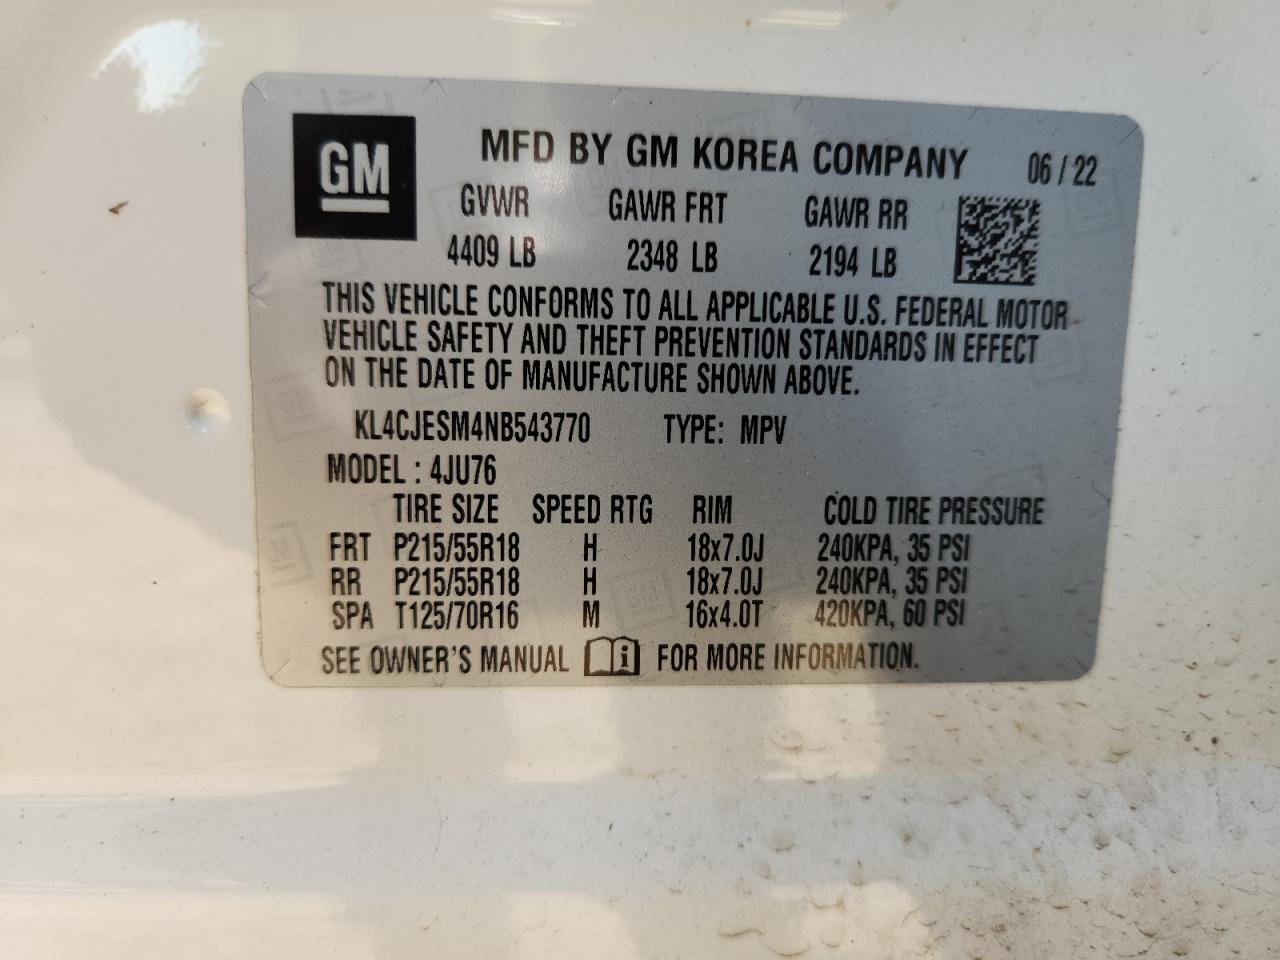 GM
MFD BY GM KOREA COMPANY 06 / 22
GVWR GAWR FRT GAWR RR
4409 LB 2348 LB 2194 LB
THIS VEHICLE CONFORMS TO ALL APPLICABLE U.S. FEDERAL MOTOR
VEHICLE SAFETY AND THEFT PREVENTION STANDARDS IN EFFECT
ON THE DATE OF MANUFACTURE SHOWN ABOVE.
KL4CJESM4NB543770 TYPE: MPV
MODEL : 4JU76
TIRE SIZE SPEED RTG RIM COLD TIRE PRESSURE
FRT P215/55R18 H 18x7.0J 240KPA, 35 PSI
RR P215/55R18 H 18x7.0J 240KPA, 35 PSI
SPA T125/70R16 M 16x4.0T 420KPA, 60 PSI
SEE OWNER'S MANUAL i FOR MORE INFORMATION.